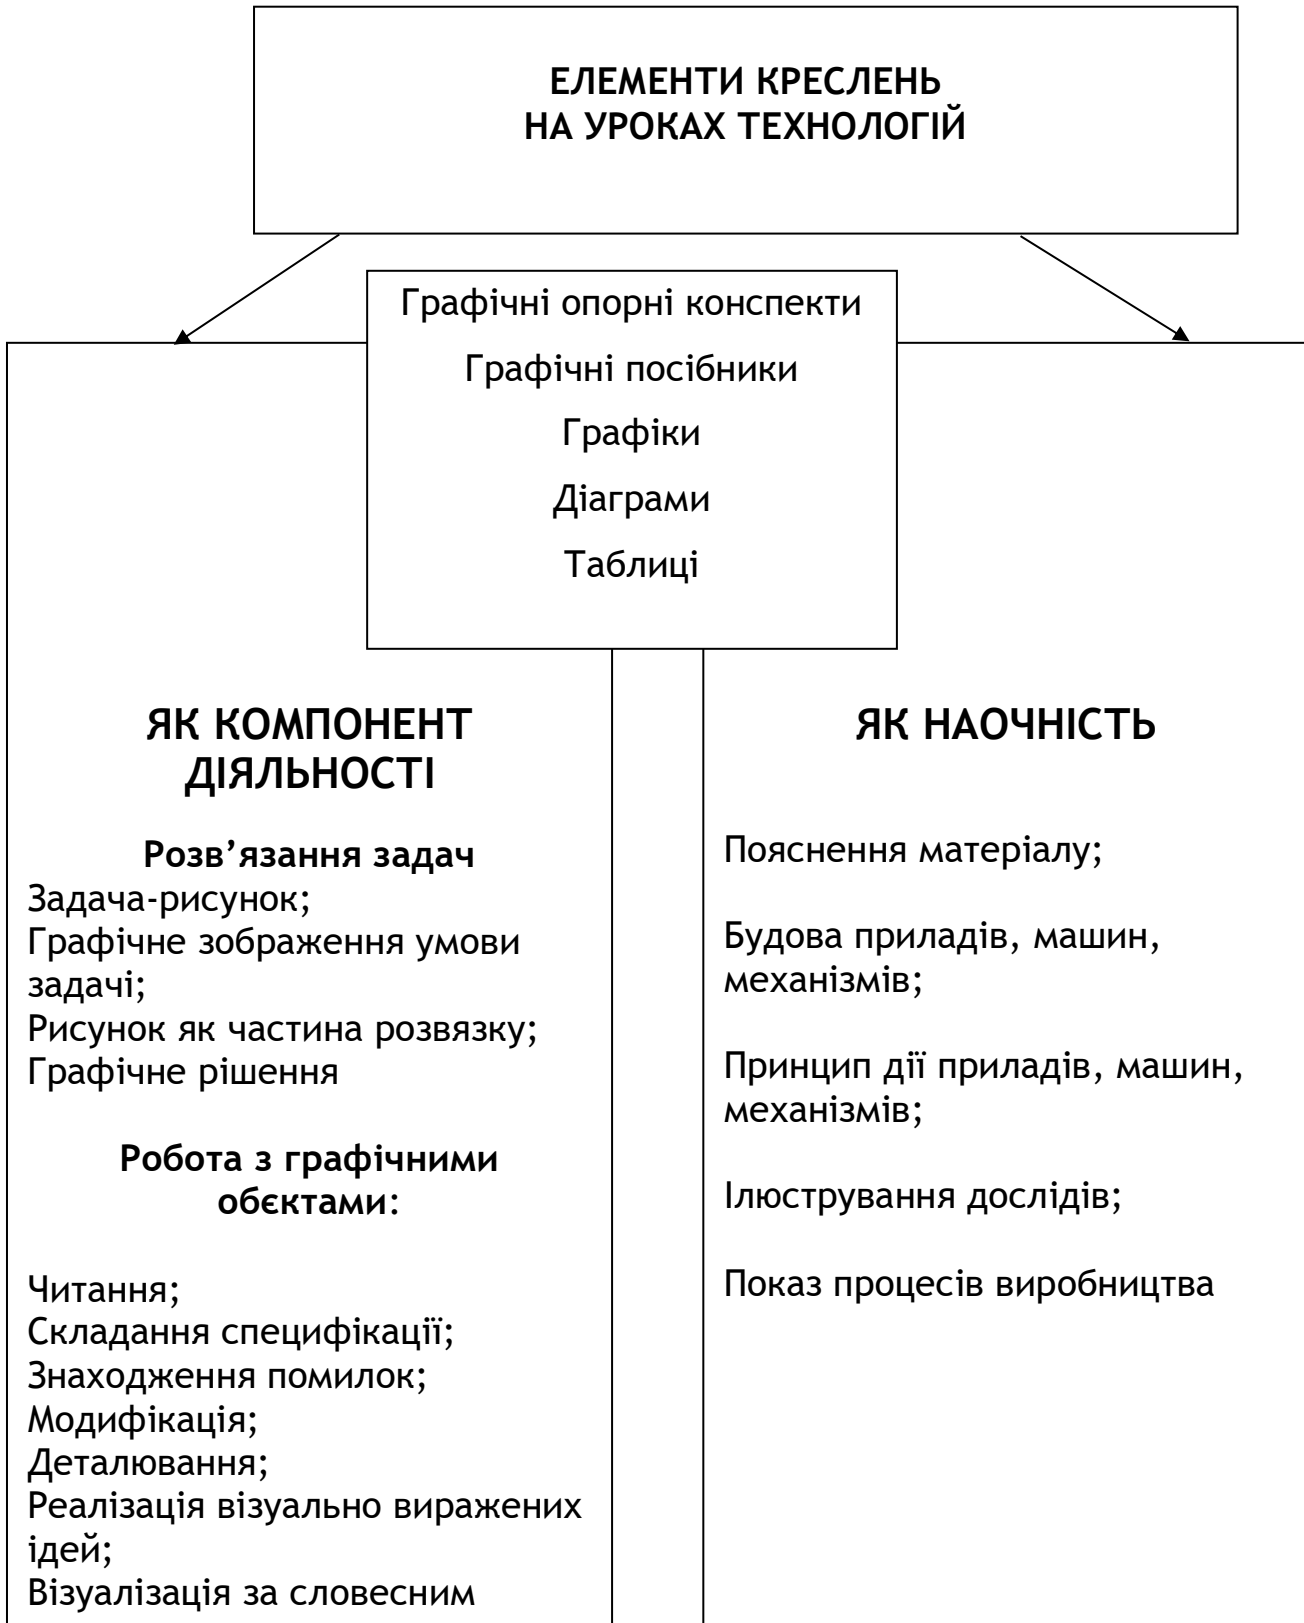 ЕЛЕМЕНТИ КРЕСЛЕНЬ
НА УРОКАХ ТЕХНОЛОГІЙ
Графічні опорні конспекти
Графічні посібники
Графіки
Діаграми
Таблиці
ЯК КОМПОНЕНТ
ДІЯЛЬНОСТІ
Розв’язання задач
Задача-рисунок;
Графічне зображення умови
задачі;
Рисунок як частина розвязку;
Графічне рішення
Робота з графічними
обєктами:
Читання;
Складання специфікації;
Знаходження помилок;
Модифікація;
Деталювання;
Реалізація візуально виражених
ідей;
Візуалізація за словесним
ЯК НАОЧНІСТЬ
Пояснення матеріалу;
Будова приладів, машин,
механізмів;
Принцип дії приладів, машин,
механізмів;
Ілюстрування дослідів;
Показ процесів виробництва